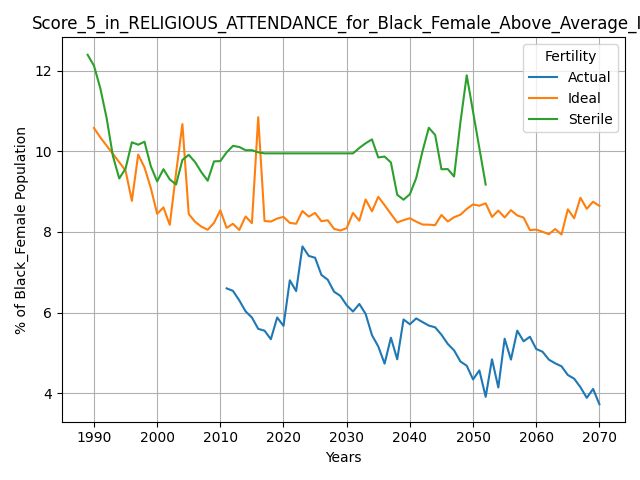 Score_5_in_RELIGIOUS_ATTENDANCE_for_Black_Female_Above_Average_I
Fertility
Actual
Ideal
Sterile
% of Black_Female Population
12
10
8
6
4
1990 2000 2010 2020 2030 2040 2050 2060 2070
Years